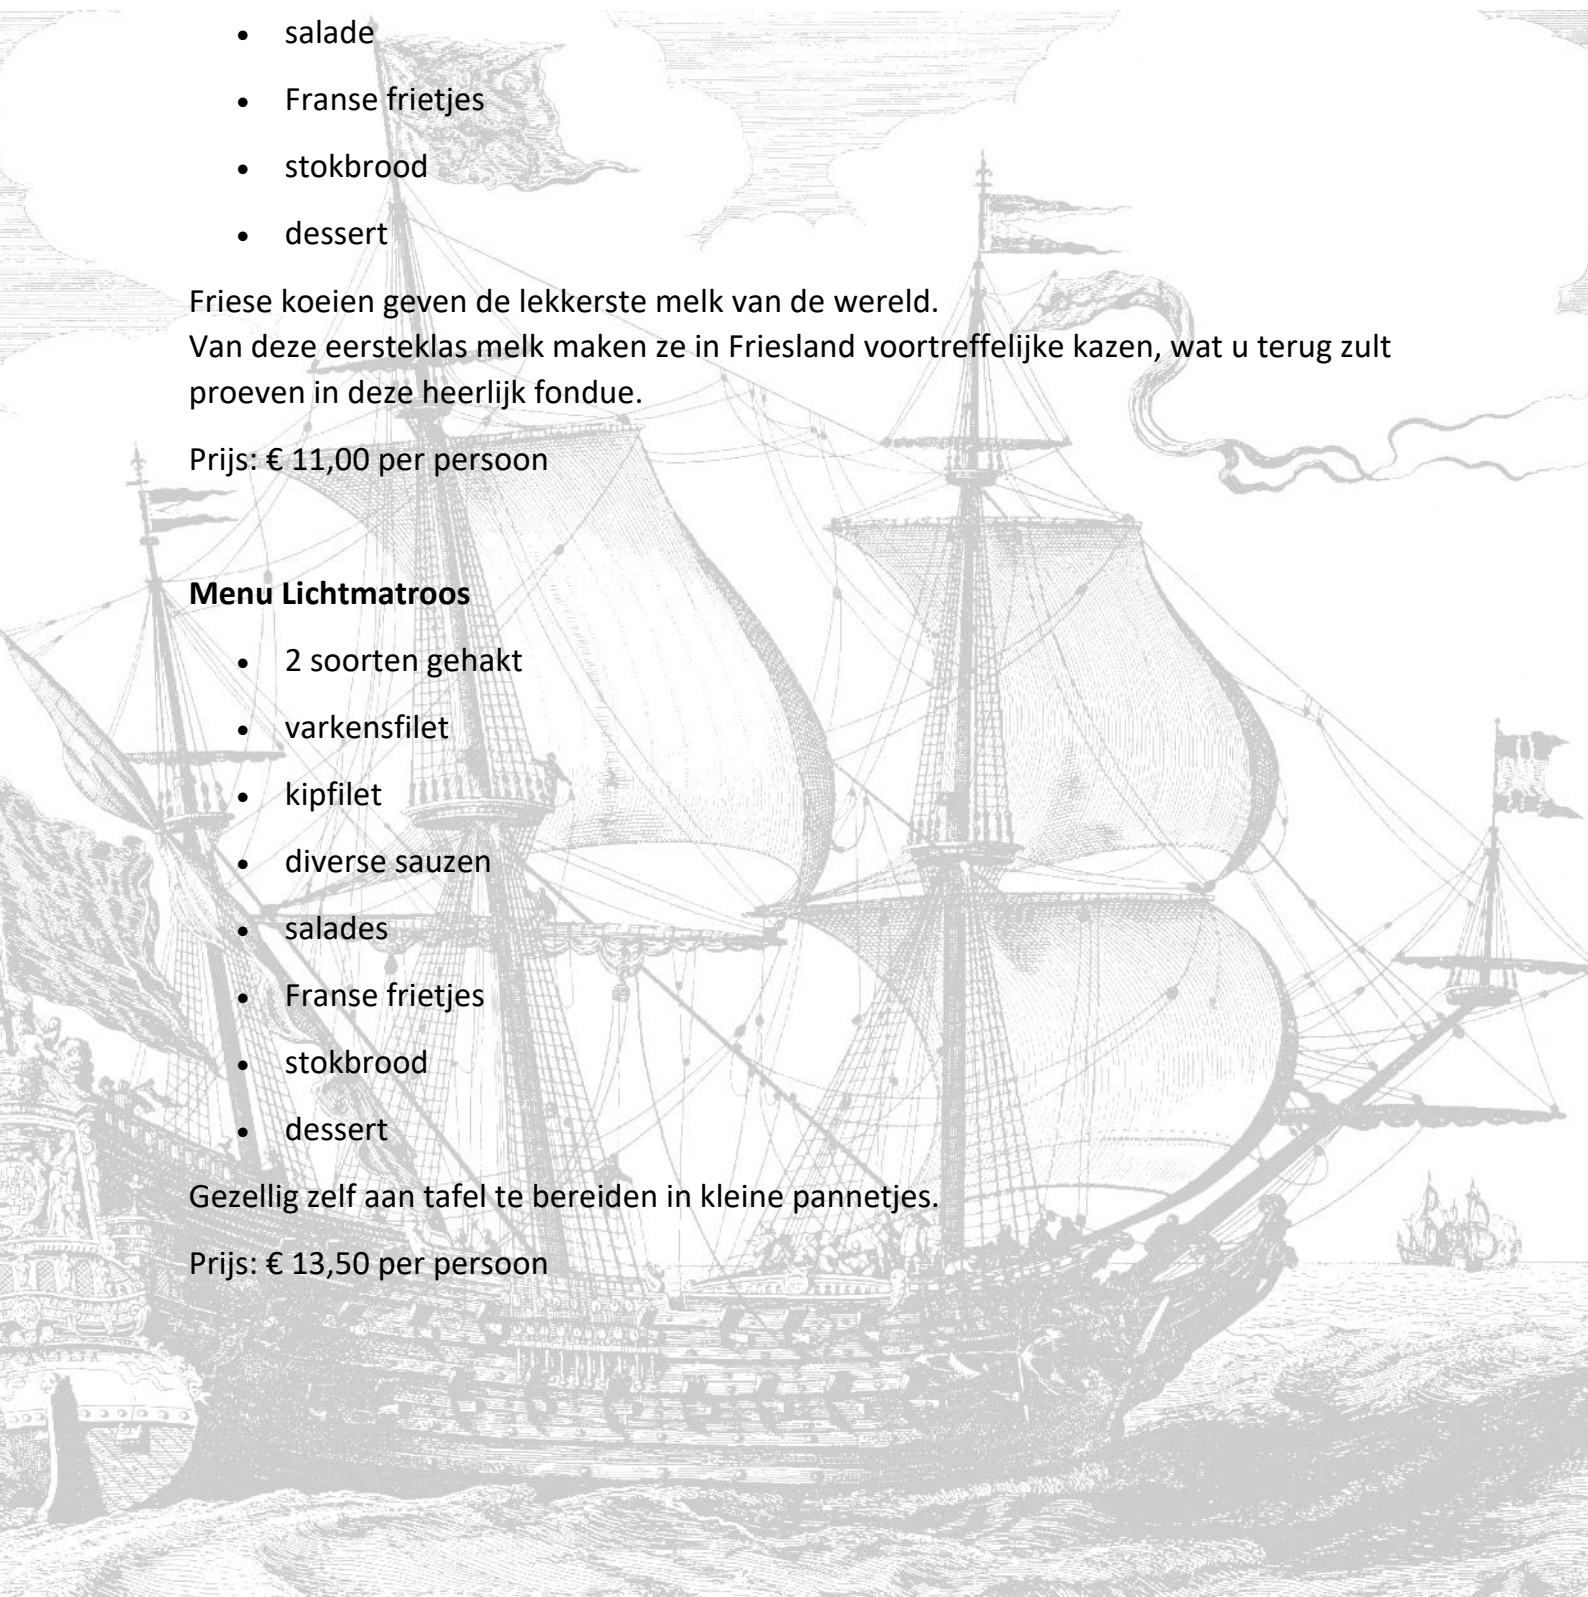 • salade
• Franse frietjes
• stokbrood
• dessert
Friese koeien geven de lekkerste melk van de wereld.
Van deze eersteklas melk maken ze in Friesland voortreffelijke kazen, wat u terug zult
proeven in deze heerlijk fondue.
Prijs: € 11,00 per persoon
Menu Lichtmatroos
• 2 soorten gehakt
• varkensfilet
• kipfilet
• diverse sauzen
• salades
• Franse frietjes
• stokbrood
• dessert
Gezellig zelf aan tafel te bereiden in kleine pannetjes.
Prijs: € 13,50 per persoon